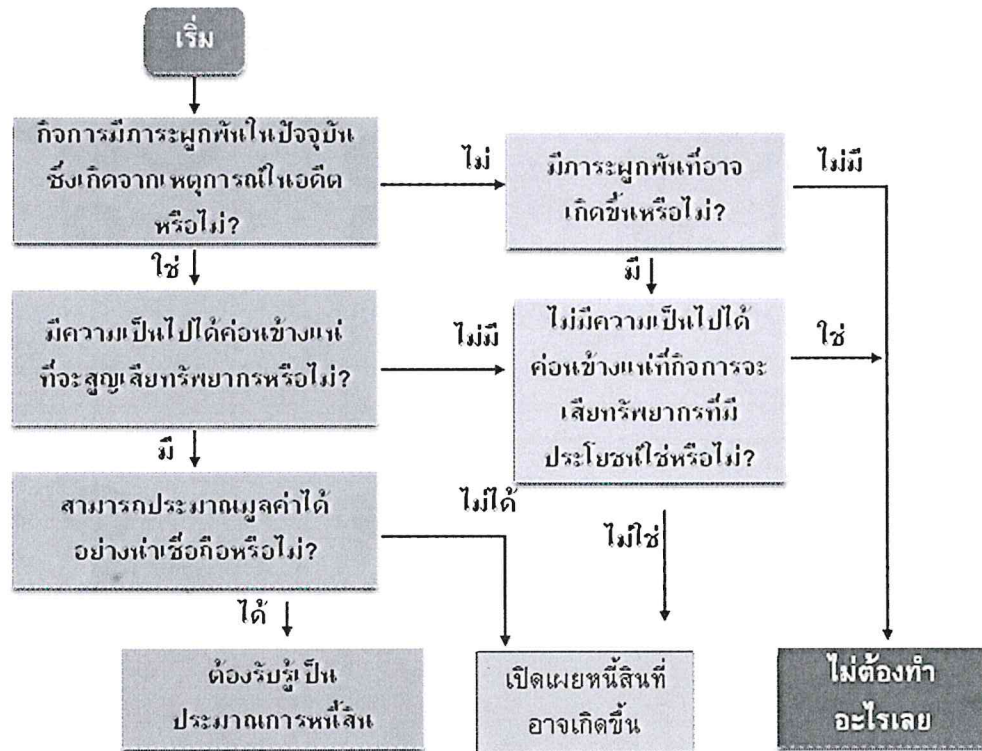 เริ่ม
กิจการมีภาระผูกพันในปัจจุบัน
ซึ่งเกิดจากเหตุการณ์ในอดีต
หรือไม่?
ไม่
มีภาระผูกพันที่อาจ
เกิดขึ้นหรือไม่?
ไม่มี
ใช่
มี
มีความเป็นไปได้ค่อนข้างแน่
ที่จะสูญเสียทรัพยากรหรือไม่?
ไม่มี
ไม่มีความเป็นไปได้
ค่อนข้างแน่ที่กิจการจะ
เสียทรัพยากรที่มี
ประโยชน์ใช่หรือไม่?
ใช่
มี
สามารถประมาณมูลค่าได้
อย่างน่าเชื่อถือหรือไม่?
ไม่ได้
ไม่ใช่
ได้
ต้องรับรู้เป็น
ประมาณการหนี้สิน
เปิดเผยหนี้สินที่
อาจเกิดขึ้น
ไม่ต้องทำ
อะไรเลย